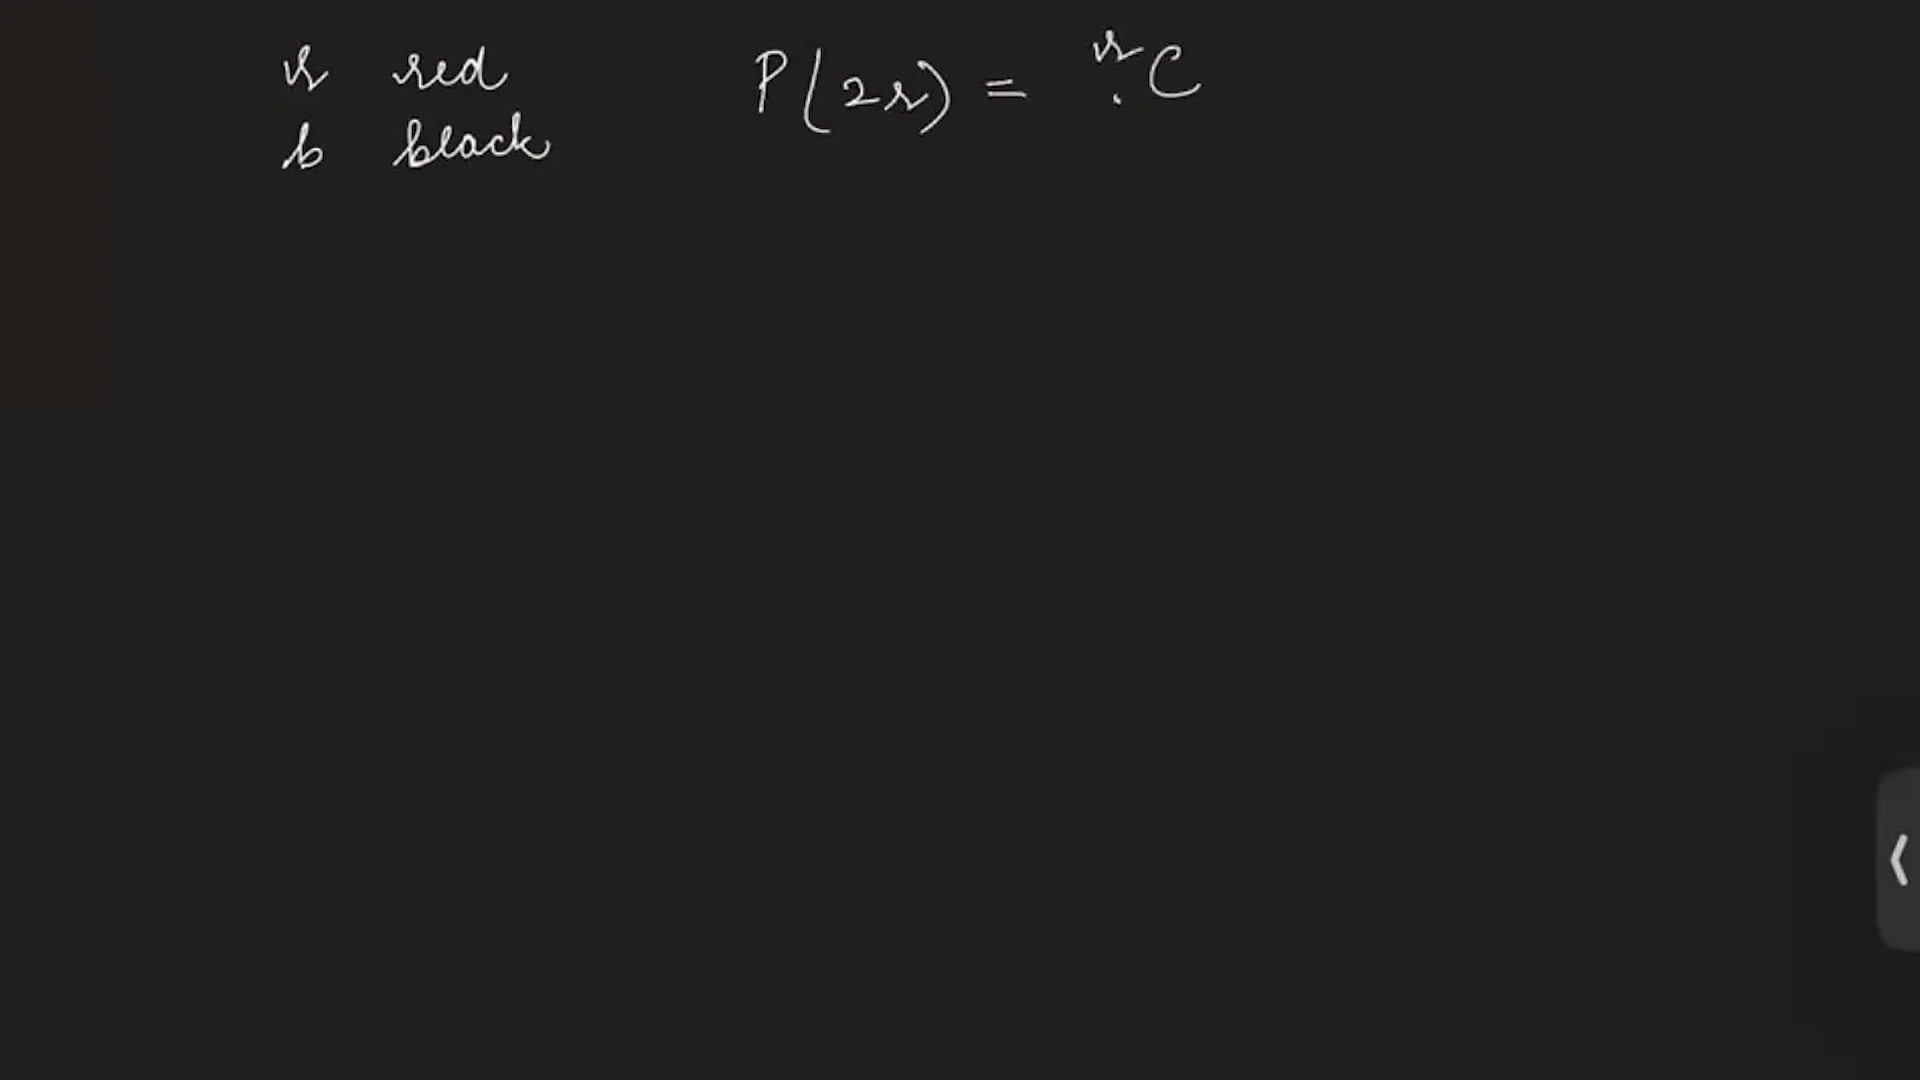 r red P(2r) = ʳC
b black